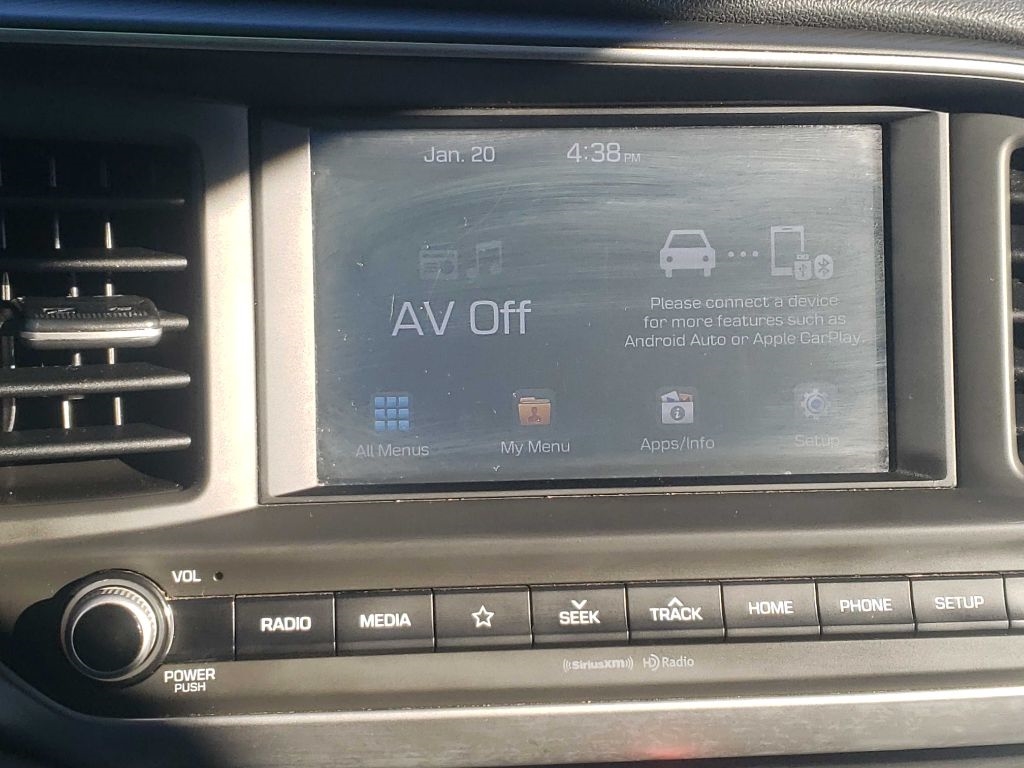 Jan. 20 4:38 PM
AV Off
Please connect a device
for more features such as
Android Auto or Apple CarPlay.
All Menus My Menu Apps/Info Setup
VOL
RADIO MEDIA SEEK TRACK HOME PHONE SETUP
POWER
PUSH
((SiriusXM)) HD Radio